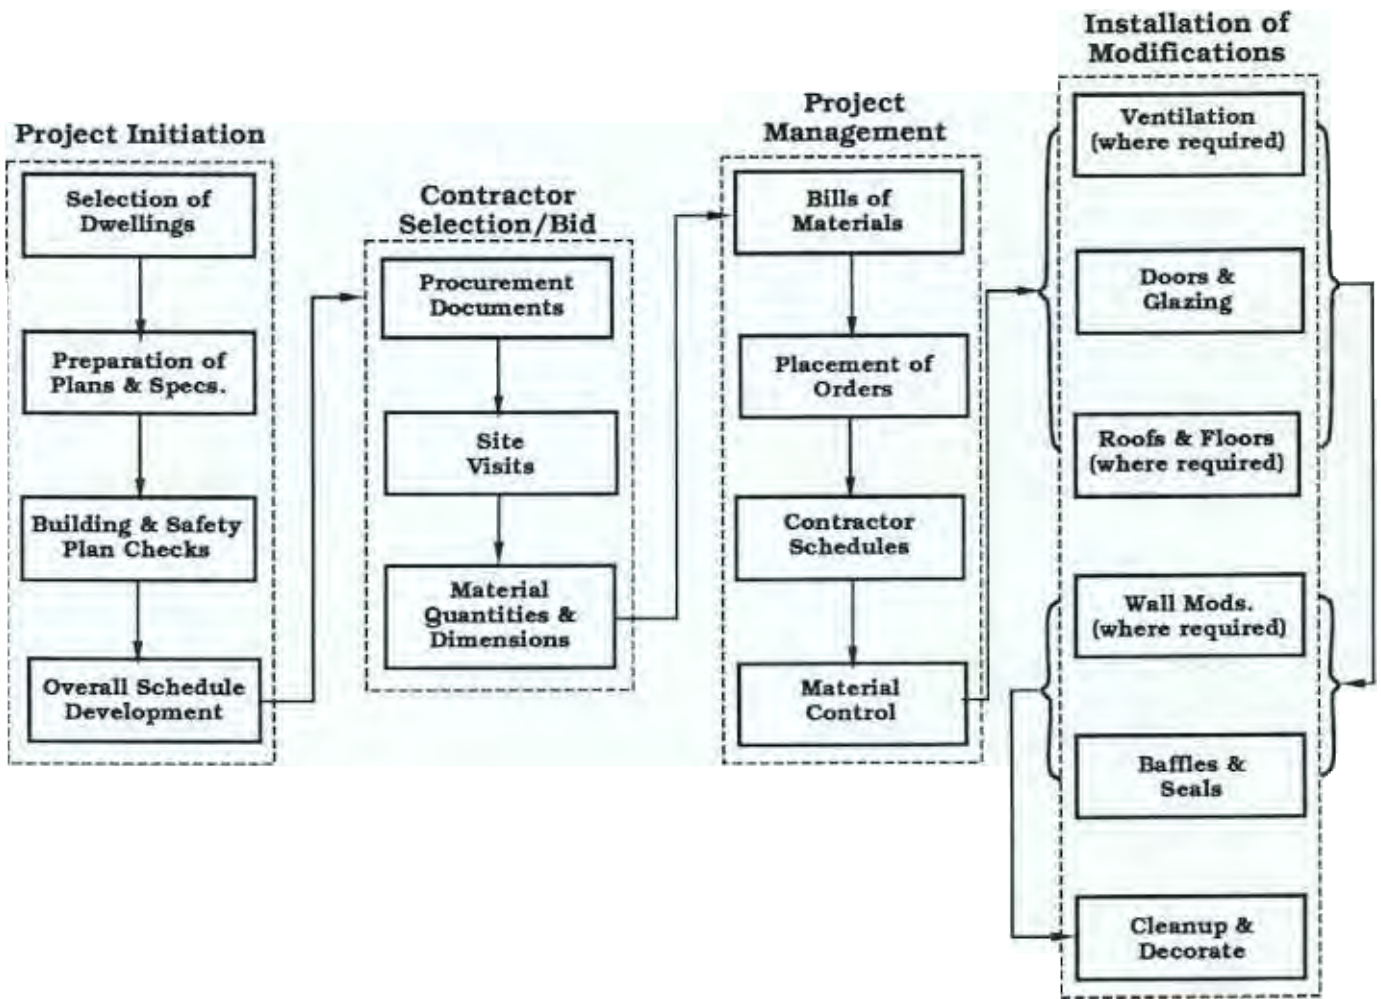 Project Initiation
Selection of
Dwellings
Preparation of
Plans & Specs.
Building & Safety
Plan Checks
Overall Schedule
Development
Contractor
Selection/Bid
Procurement
Documents
Site
Visits
Material
Quantities &
Dimensions
Project
Management
Bills of
Materials
Placement of
Orders
Contractor
Schedules
Material
Control
Installation of
Modifications
Ventilation
(where required)
Doors &
Glazing
Roofs & Floors
(where required)
Wall Mods.
(where required)
Baffles &
Seals
Cleanup &
Decorate